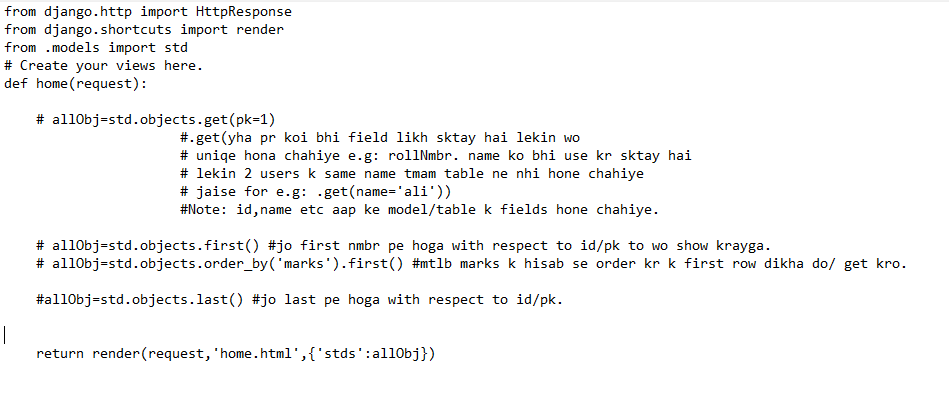 from django.http import HttpResponse
from django.shortcuts import render
from .models import std
# Create your views here.
def home(request):
# allObj=std.objects.get(pk=1)
#.get(yha pr koi bhi field likh sktay hai lekin wo
# uniqe hona chahiye e.g: rollNmbr. name ko bhi use kr sktay hai
# lekin 2 users k same name tmam table ne nhi hone chahiye
# jaise for e.g: .get(name='ali'))
#Note: id,name etc aap ke model/table k fields hone chahiye.
# allObj=std.objects.first() #jo first nmbr pe hoga with respect to id/pk to wo show krayga.
# allObj=std.objects.order_by('marks').first() #mtlb marks k hisab se order kr k first row dikha do/ get kro.
#allObj=std.objects.last() #jo last pe hoga with respect to id/pk.
return render(request,'home.html',{'stds':allObj})